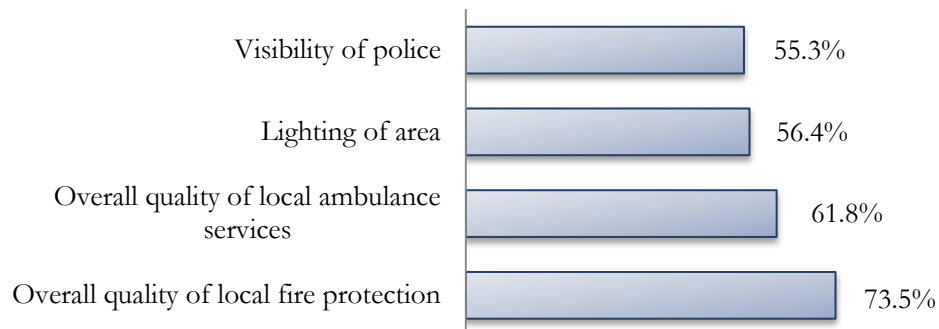 Visibility of police 55.3%
Lighting of area 56.4%
Overall quality of local ambulance
services 61.8%
Overall quality of local fire protection 73.5%